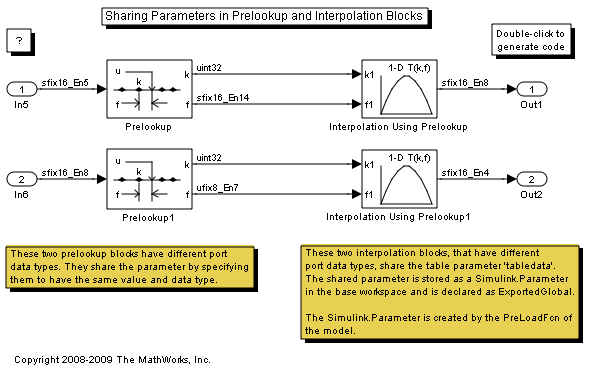 Sharing Parameters in Prelookup and Interpolation Blocks
?
Double-click to
generate code
1
In5
sfix16_En5
u
k
f
k
f
Prelookup
uint32
sfix16_En14
k1
f1
1-D T(k,f)
Interpolation Using Prelookup
sfix16_En8
1
Out1
2
In6
sfix16_En8
u
k
f
k
f
Prelookup1
uint32
ufix8_En7
k1
f1
1-D T(k,f)
Interpolation Using Prelookup1
sfix16_En4
2
Out2
These two prelookup blocks have different port
data types. They share the parameter by specifying
them to have the same value and data type.
These two interpolation blocks, that have different
port data types, share the table parameter 'tabledata'.
The shared parameter is stored as a Simulink.Parameter
in the base workspace and is declared as ExportedGlobal.
The Simulink.Parameter is created by the PreLoadFcn of
the model.
Copyright 2008-2009 The MathWorks, Inc.